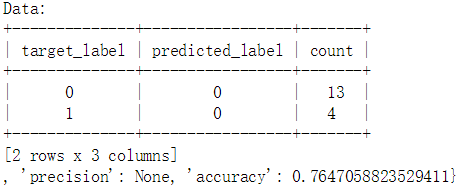 Data:
+--------------+-----------------+-------+
| target_label | predicted_label | count |
+--------------+-----------------+-------+
|      0       |        0        |   13  |
|      1       |        0        |   4   |
+--------------+-----------------+-------+
[2 rows x 3 columns]
, 'precision': None, 'accuracy': 0.7647058823529411}